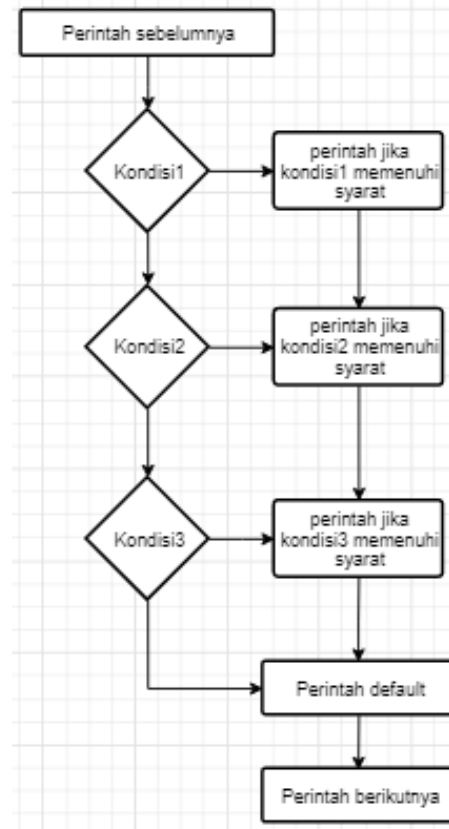 Perintah sebelumnya
Kondisi1
perintah jika
kondisi1 memenuhi
syarat
Kondisi2
perintah jika
kondisi2 memenuhi
syarat
Kondisi3
perintah jika
kondisi3 memenuhi
syarat
Perintah default
Perintah berikutnya